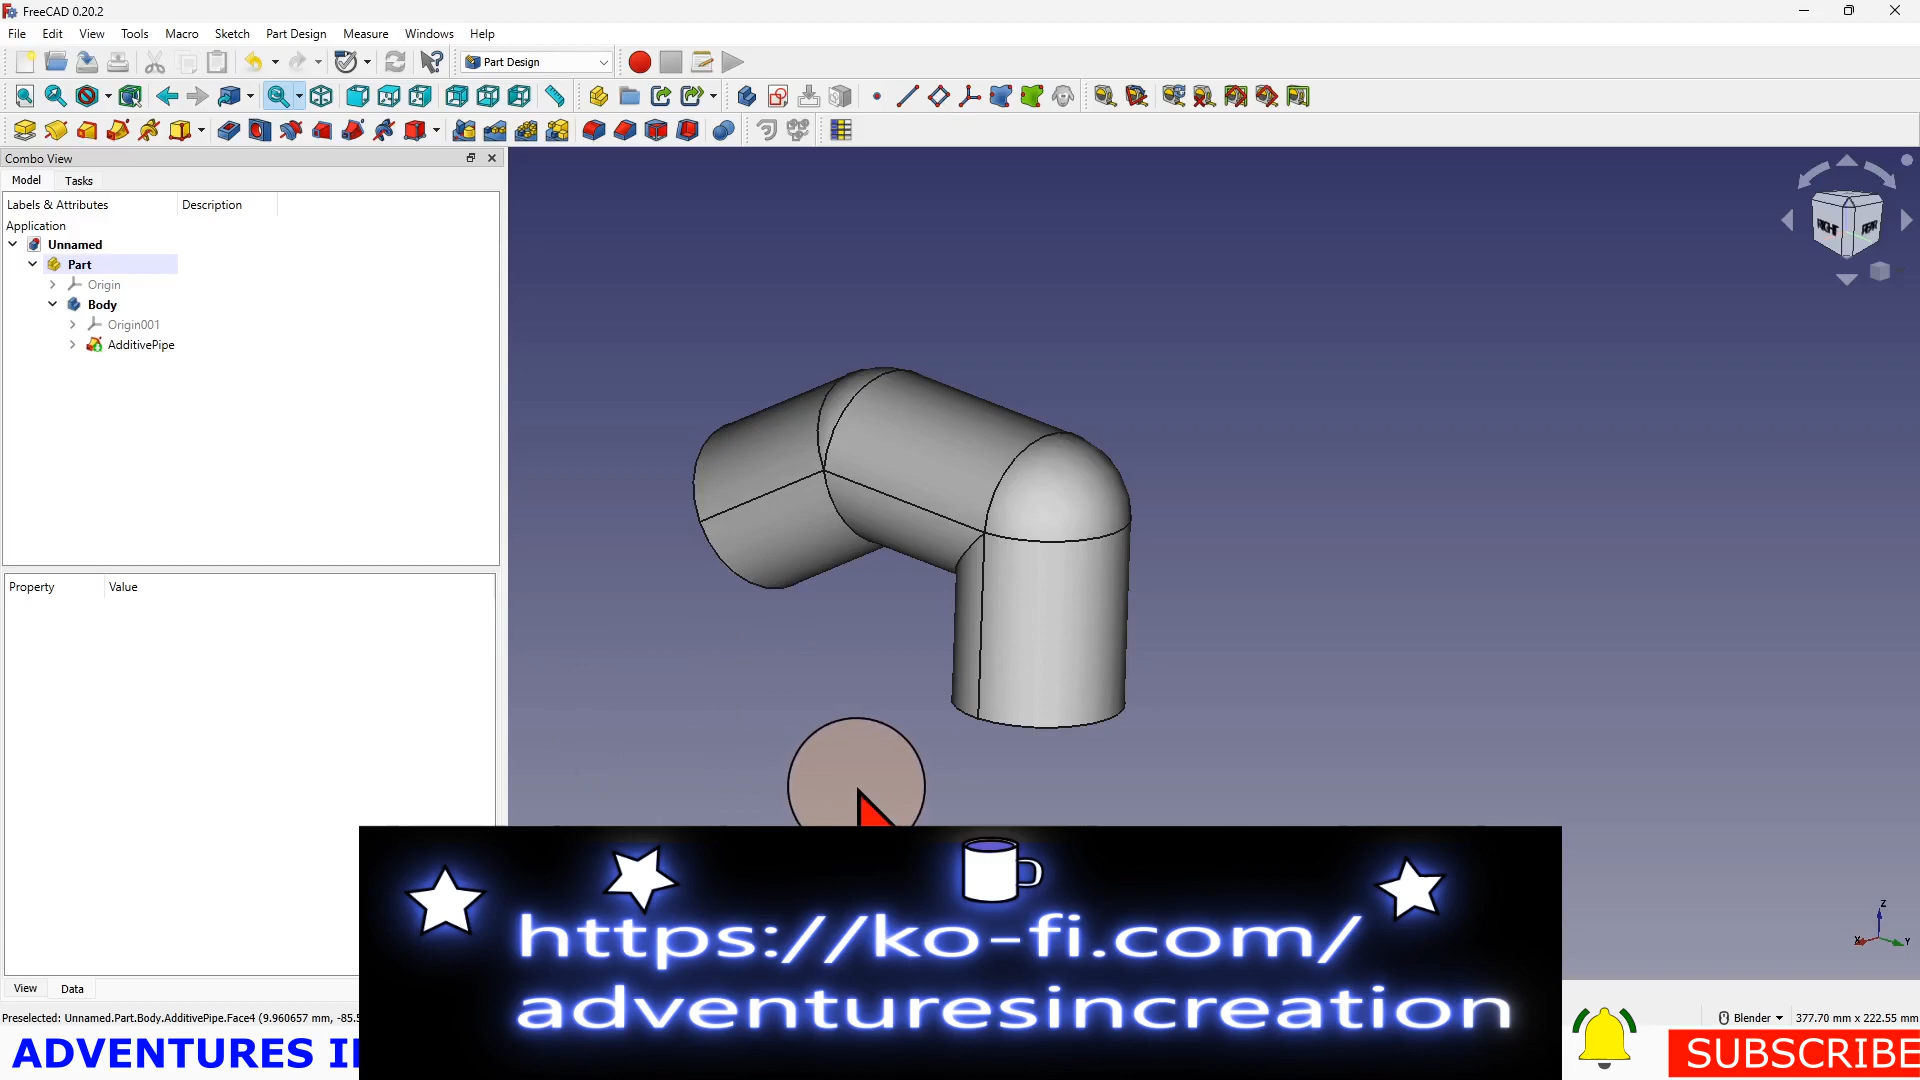 FreeCAD 0.20.2
File Edit View Tools Macro Sketch Part Design Measure Windows Help
Part Design
Combo View
Model Tasks
Labels & Attributes Description
Application
Unnamed
Part
Origin
Body
Origin001
AdditivePipe
RIGHT REAR
Property Value
Z
X Y
View Data
Preselected: Unnamed.Part.Body.AdditivePipe.Face4 (9.960657 mm, -85.5
Blender 377.70 mm x 222.55 mm
https://ko-fi.com/
adventuresincreation
ADVENTURES I
SUBSCRIBE